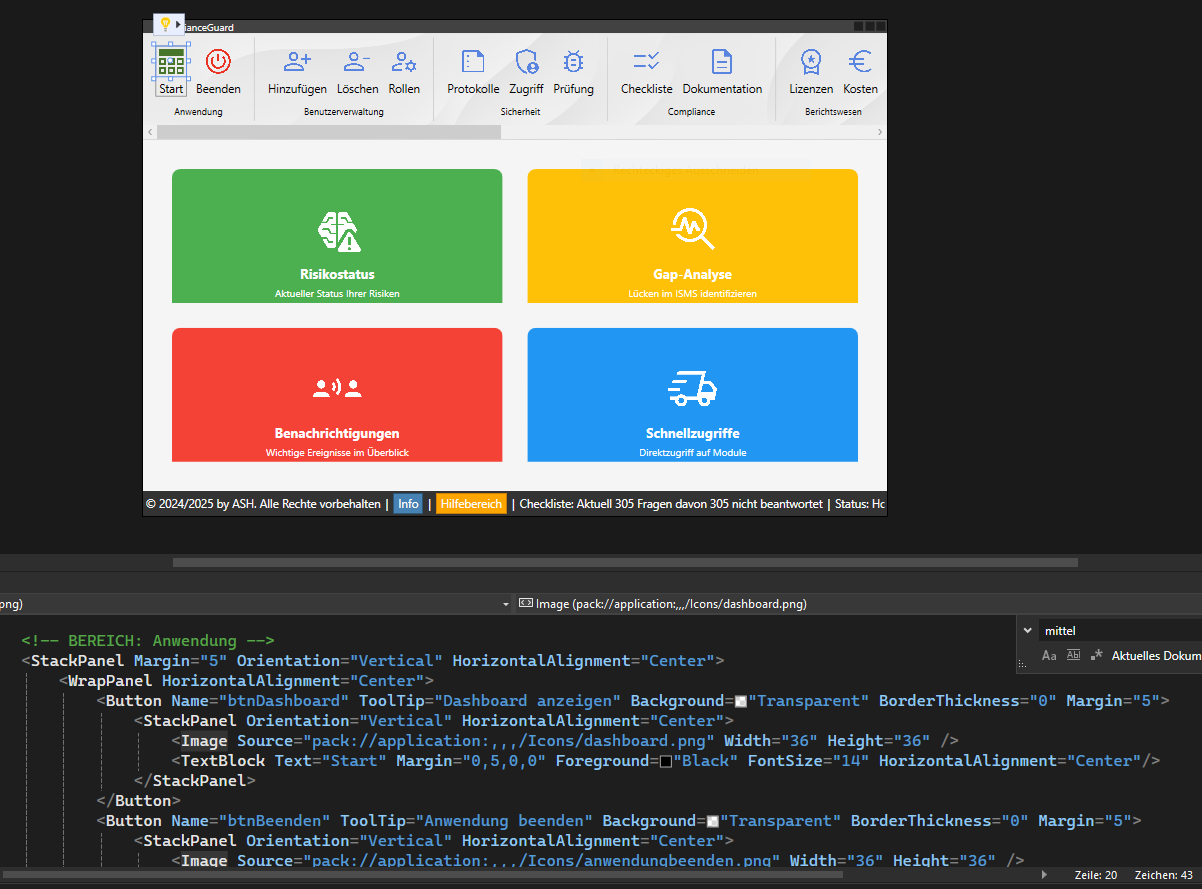 ianceGuard
Start Beenden Hinzufügen Löschen Rollen Protokolle Zugriff Prüfung Checkliste Dokumentation Lizenzen Kosten
Anwendung Benutzerverwaltung Sicherheit Compliance Berichtswesen
Risikostatus
Aktueller Status Ihrer Risiken
Gap-Analyse
Lücken im ISMS identifizieren
Benachrichtigungen
Wichtige Ereignisse im Überblick
Schnellzugriffe
Direktzugriff auf Module
© 2024/2025 by ASH. Alle Rechte vorbehalten | Info | Hilfebereich | Checkliste: Aktuell 305 Fragen davon 305 nicht beantwortet | Status: Hc
png) Image (pack://application:,,,/Icons/dashboard.png)
mittel
Aa Ab Aktuelles Dokum
<!-- BEREICH: Anwendung -->
<StackPanel Margin="5" Orientation="Vertical" HorizontalAlignment="Center">
<WrapPanel HorizontalAlignment="Center">
<Button Name="btnDashboard" ToolTip="Dashboard anzeigen" Background="Transparent" BorderThickness="0" Margin="5">
<StackPanel Orientation="Vertical" HorizontalAlignment="Center">
<Image Source="pack://application:,,,/Icons/dashboard.png" Width="36" Height="36" />
<TextBlock Text="Start" Margin="0,5,0,0" Foreground="Black" FontSize="14" HorizontalAlignment="Center"/>
</StackPanel>
</Button>
<Button Name="btnBeenden" ToolTip="Anwendung beenden" Background="Transparent" BorderThickness="0" Margin="5">
<StackPanel Orientation="Vertical" HorizontalAlignment="Center">
<Image Source="pack://application:,,,/Icons/anwendungbeenden.png" Width="36" Height="36" />
Zeile: 20 Zeichen: 43